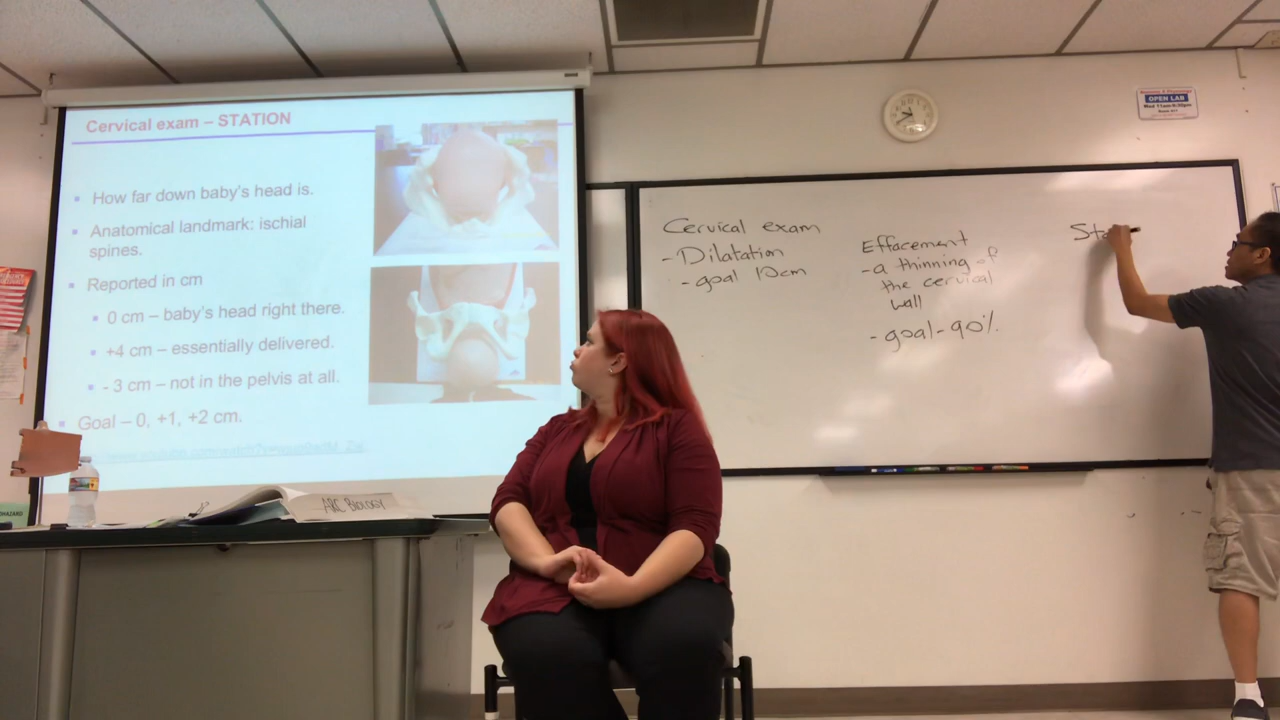 Cervical exam – STATION
How far down baby's head is.
Anatomical landmark: ischial
spines.
Reported in cm
0 cm – baby's head right there.
+4 cm – essentially delivered.
- 3 cm – not in the pelvis at all.
Goal – 0, +1, +2 cm.
ARC BIOLOGY
Cervical exam
- Dilatation
- goal 10cm
Effacement
- a thinning of
the cervical
wall
- goal - 90%.
Sta
OPEN LAB